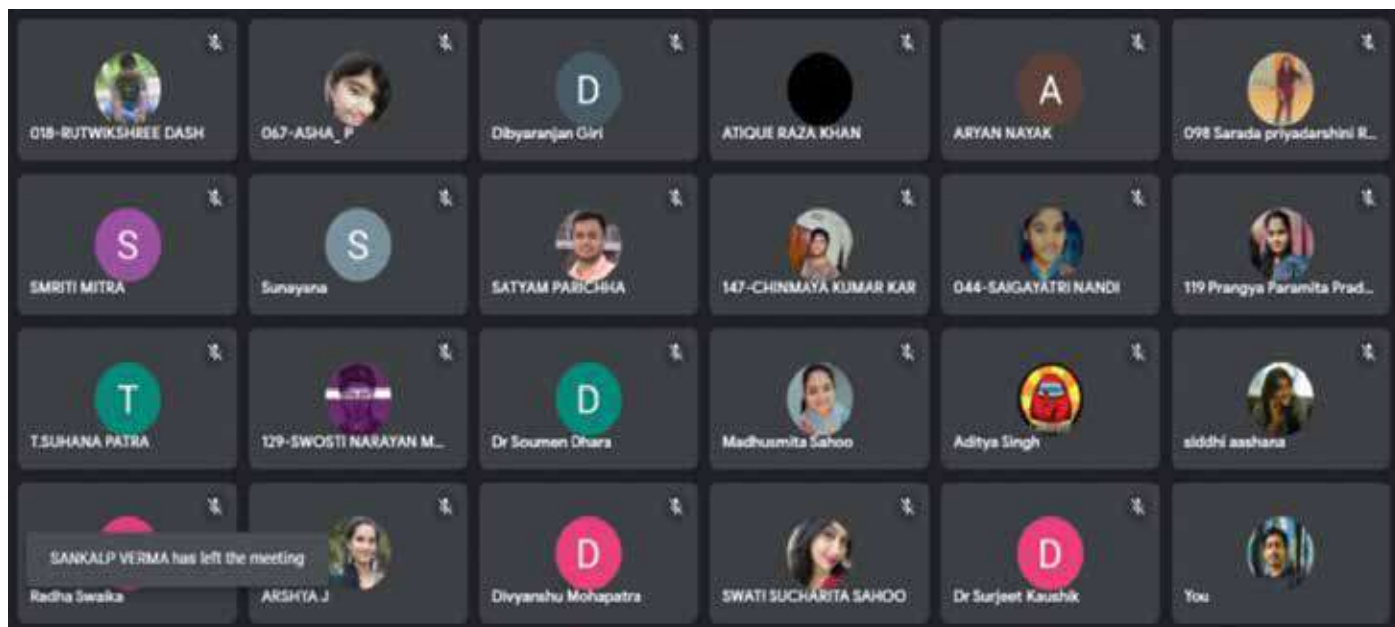 018-RUTWIKSHREE DASH
067-ASHA_P
D
Dibyaranjan Giri
ATIQUE RAZA KHAN
A
ARYAN NAYAK
098 Sarada priyadarshini R...
S
SMRITI MITRA
S
Sunayana
SATYAM PARICHHA
147-CHINMAYA KUMAR KAR
044-SAIGAYATRI NANDI
119 Prangya Paramita Prad...
T
T.SUHANA PATRA
129-SWOSTI NARAYAN M...
D
Dr Soumen Dhara
Madhusmita Sahoo
Aditya Singh
siddhi aashana
SANKALP VERMA has left the meeting
Radha Swaika
ARSHYA J
D
Divyanshu Mohapatra
SWATI SUCHARITA SAHOO
D
Dr Surjeet Kaushik
You